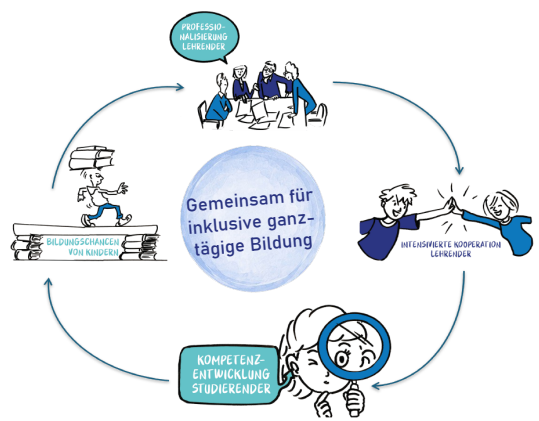 PROFESSIO-
NALISIERUNG
LEHRENDER
Gemeinsam für
inklusive ganz-
tägige Bildung
BILDUNGSCHANCEN
VON KINDERN
INTENSIVIERTE KOOPERATION
LEHRENDER
KOMPETENZ-
ENTWICKLUNG
STUDIERENDER